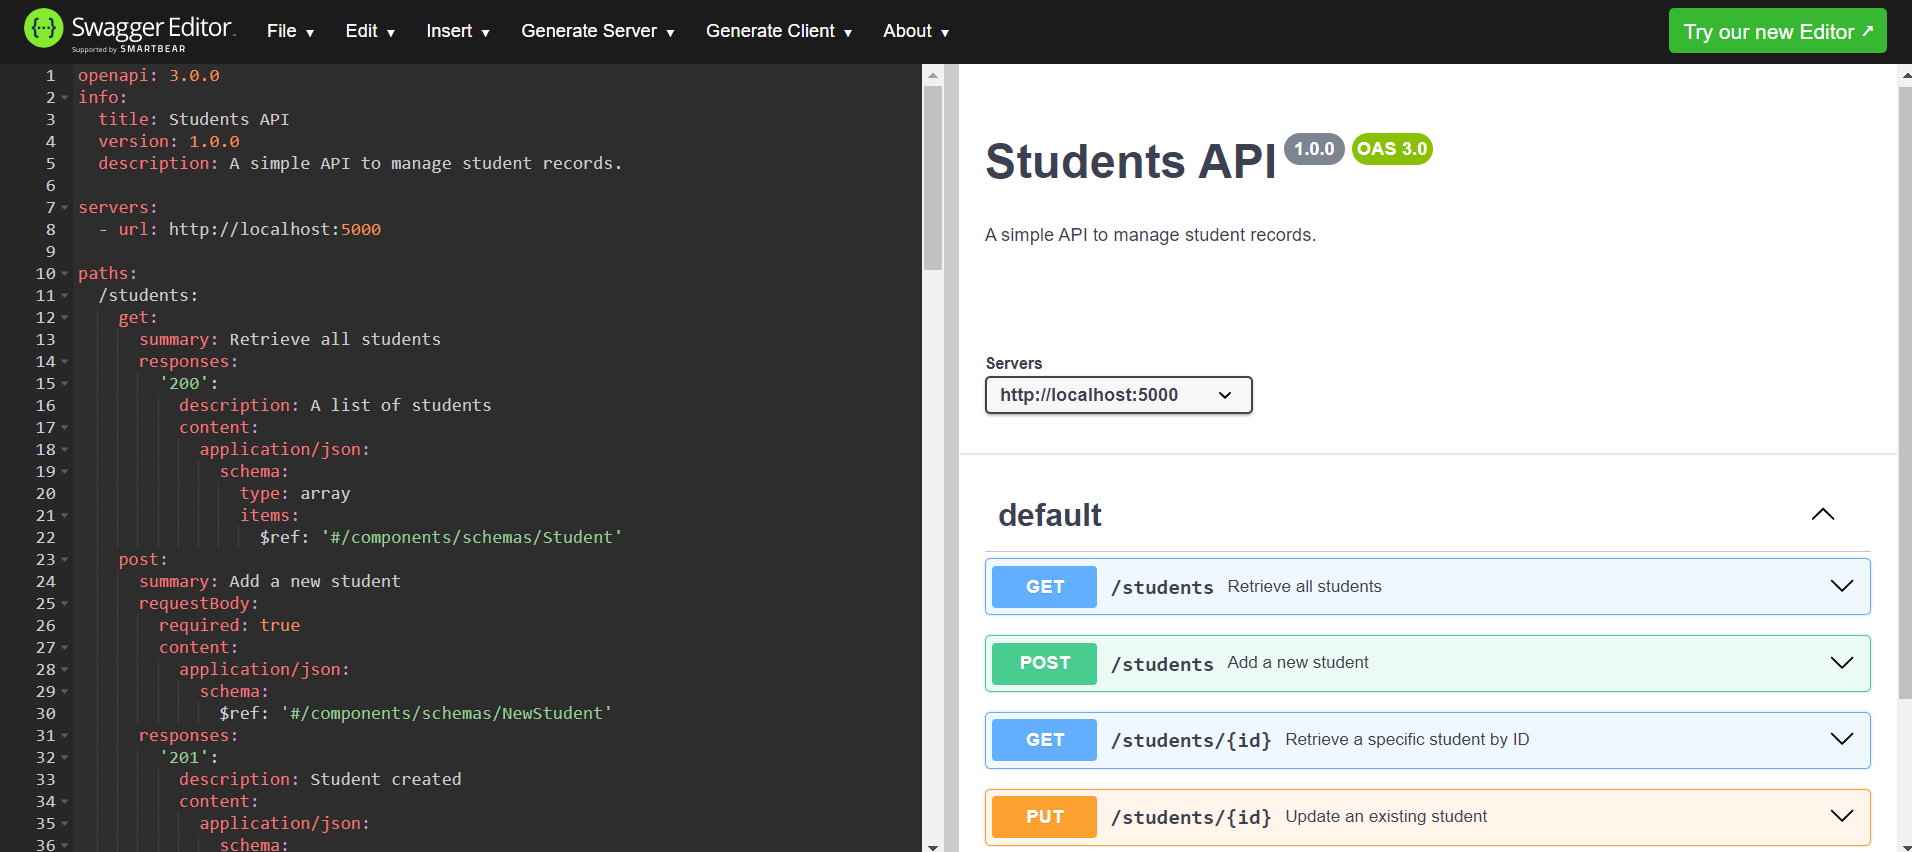 {···} Swagger Editor
Supported by SMARTBEAR
File ▾ Edit ▾ Insert ▾ Generate Server ▾ Generate Client ▾ About ▾
Try our new Editor ↗
1 openapi: 3.0.0
2 info:
3   title: Students API
4   version: 1.0.0
5   description: A simple API to manage student records.
6
7 servers:
8   - url: http://localhost:5000
9
10 paths:
11   /students:
12     get:
13       summary: Retrieve all students
14       responses:
15         '200':
16           description: A list of students
17           content:
18             application/json:
19               schema:
20                 type: array
21                 items:
22                   $ref: '#/components/schemas/Student'
23     post:
24       summary: Add a new student
25       requestBody:
26         required: true
27         content:
28           application/json:
29             schema:
30               $ref: '#/components/schemas/NewStudent'
31       responses:
32         '201':
33           description: Student created
34           content:
35             application/json:
36               schema:
Students API 1.0.0 OAS 3.0
A simple API to manage student records.
Servers
http://localhost:5000
default
GET /students Retrieve all students
POST /students Add a new student
GET /students/{id} Retrieve a specific student by ID
PUT /students/{id} Update an existing student